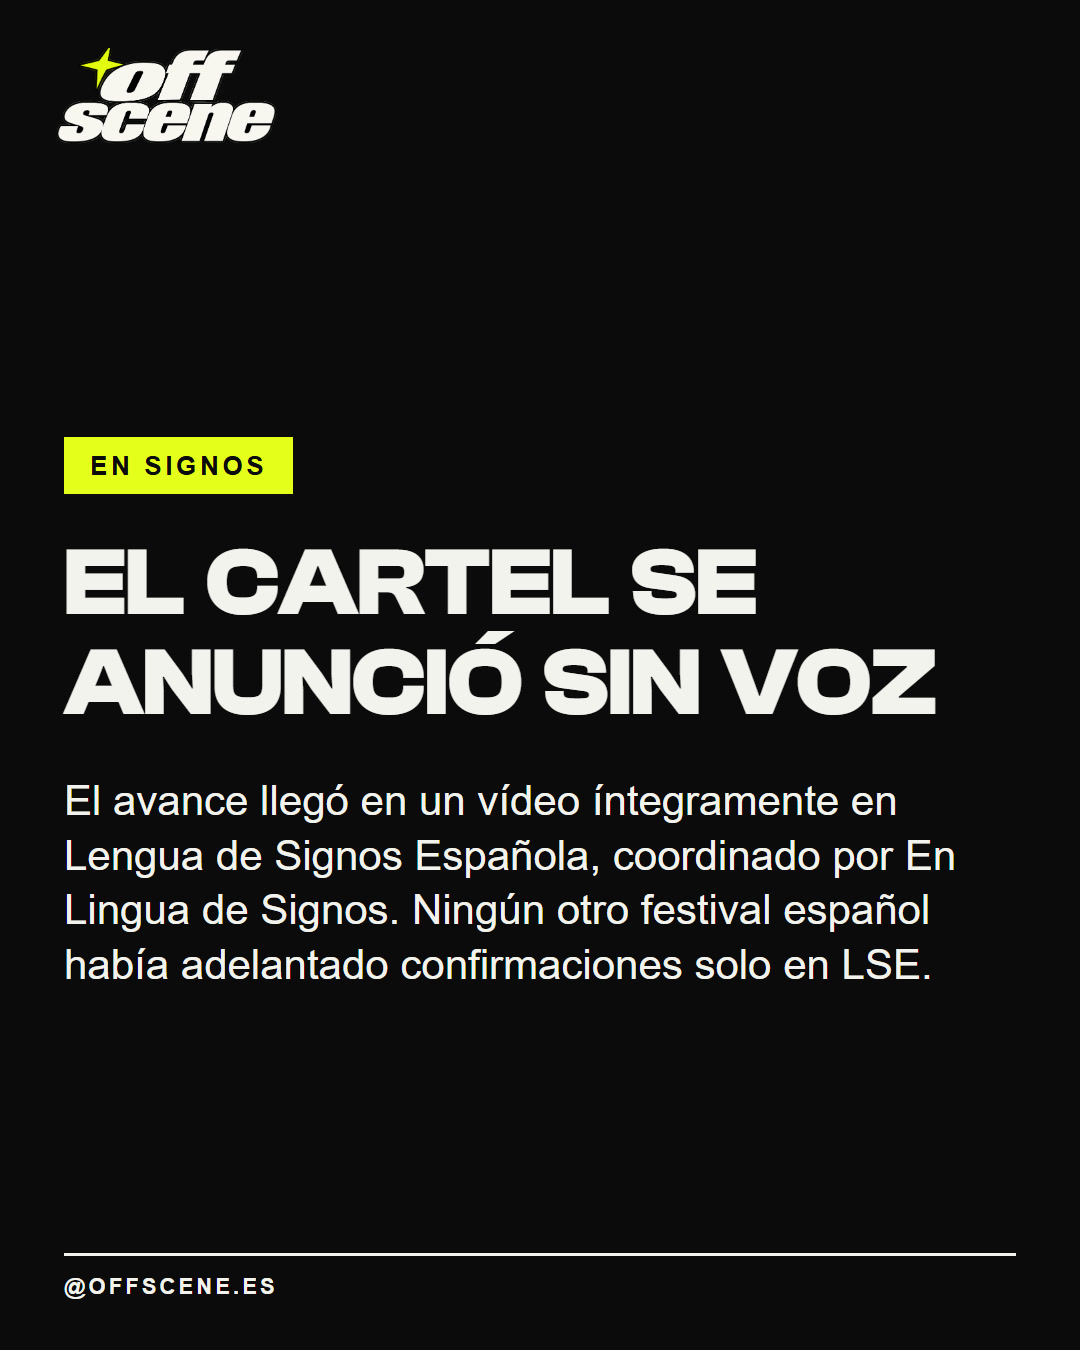 off
scene
EN SIGNOS
EL CARTEL SE
ANUNCIÓ SIN VOZ
El avance llegó en un vídeo íntegramente en
Lengua de Signos Española, coordinado por En
Lingua de Signos. Ningún otro festival español
había adelantado confirmaciones solo en LSE.
@OFFSCENE.ES